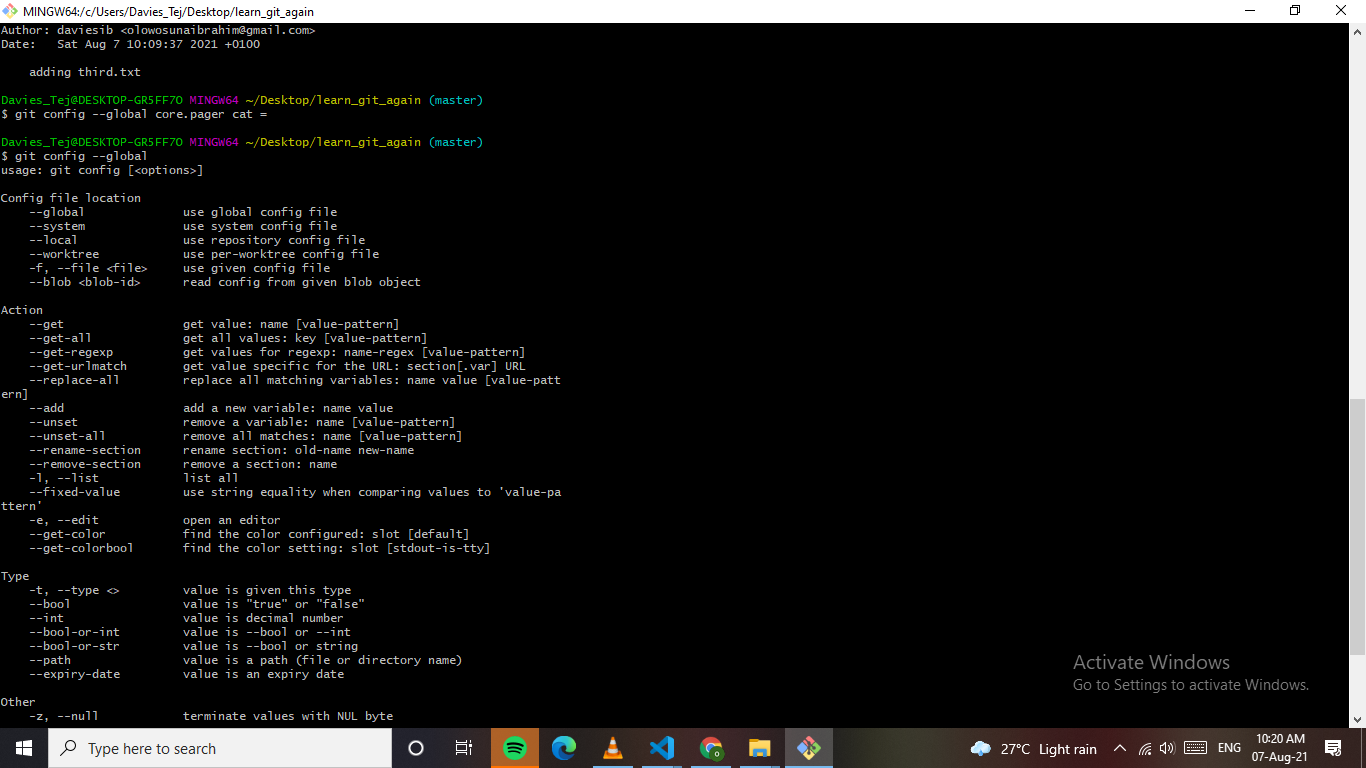 MINGW64:/c/Users/Davies_Tej/Desktop/learn_git_again
Author: daviesib <olowosunaibrahim@gmail.com>
Date:   Sat Aug 7 10:09:37 2021 +0100
    adding third.txt
Davies_Tej@DESKTOP-GR5FF7O MINGW64 ~/Desktop/learn_git_again (master)
$ git config --global core.pager cat =
Davies_Tej@DESKTOP-GR5FF7O MINGW64 ~/Desktop/learn_git_again (master)
$ git config --global
usage: git config [<options>]
Config file location
    --global              use global config file
    --system              use system config file
    --local               use repository config file
    --worktree            use per-worktree config file
    -f, --file <file>     use given config file
    --blob <blob-id>      read config from given blob object
Action
    --get                 get value: name [value-pattern]
    --get-all             get all values: key [value-pattern]
    --get-regexp          get values for regexp: name-regex [value-pattern]
    --get-urlmatch        get value specific for the URL: section[.var] URL
    --replace-all         replace all matching variables: name value [value-patt
ern]
    --add                 add a new variable: name value
    --unset               remove a variable: name [value-pattern]
    --unset-all           remove all matches: name [value-pattern]
    --rename-section      rename section: old-name new-name
    --remove-section      remove a section: name
    -l, --list            list all
    --fixed-value         use string equality when comparing values to 'value-pa
ttern'
    -e, --edit            open an editor
    --get-color           find the color configured: slot [default]
    --get-colorbool       find the color setting: slot [stdout-is-tty]
Type
    -t, --type <>         value is given this type
    --bool                value is "true" or "false"
    --int                 value is decimal number
    --bool-or-int         value is --bool or --int
    --bool-or-str         value is --bool or string
    --path                value is a path (file or directory name)
    --expiry-date         value is an expiry date
Other
    -z, --null            terminate values with NUL byte
Activate Windows
Go to Settings to activate Windows.
Type here to search
27°C Light rain
ENG
10:20 AM
07-Aug-21